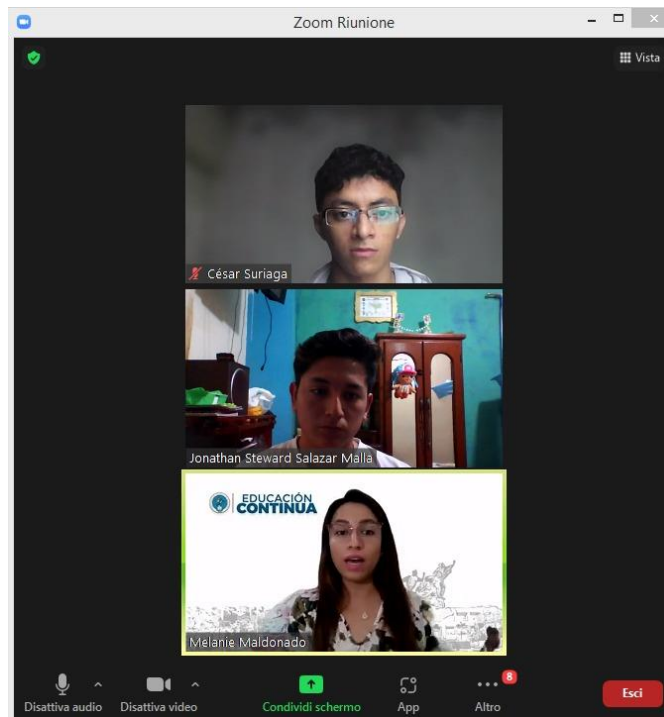 Zoom Riunione
Vista
César Suriaga
Jonathan Steward Salazar Malla
EDUCACIÓN
CONTINUA
Melanie Maldonado
Disattiva audio
Disattiva video
Condividi schermo
App
8
Altro
Esci